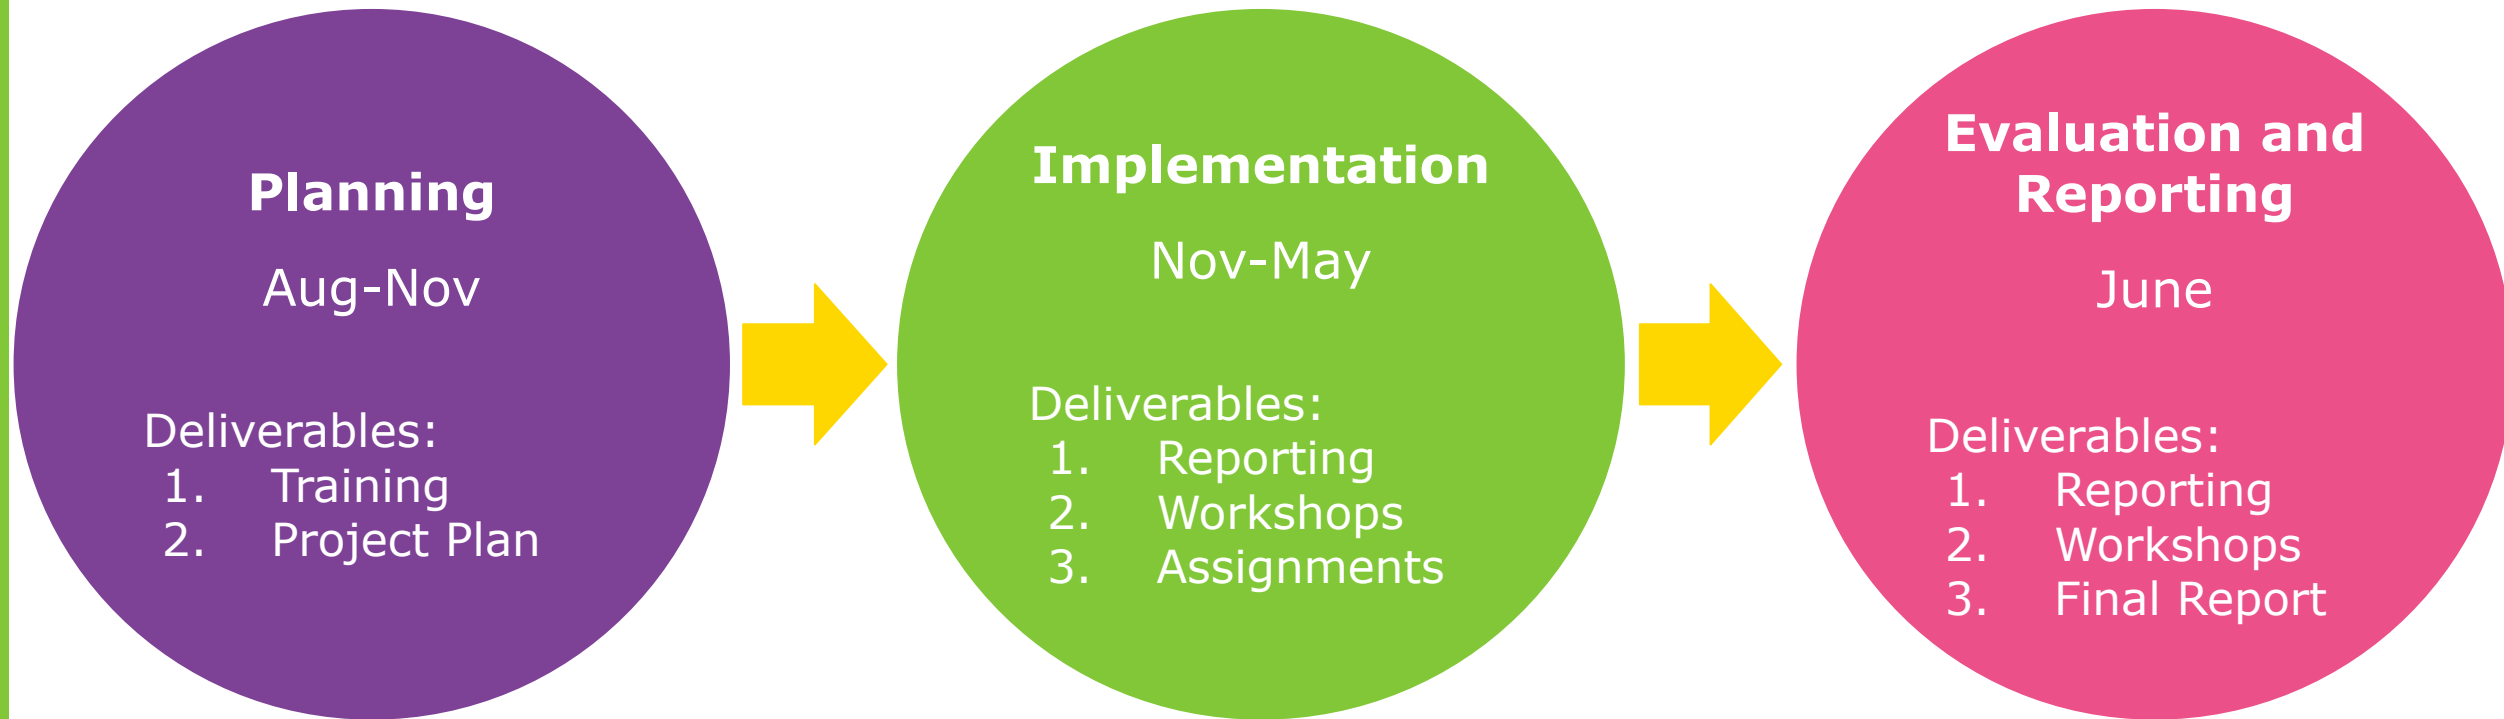 Planning
Aug-Nov
Deliverables:
1. Training
2. Project Plan
Implementation
Nov-May
Deliverables:
1. Reporting
2. Workshops
3. Assignments
Evaluation and
Reporting
June
Deliverables:
1. Reporting
2. Workshops
3. Final Report